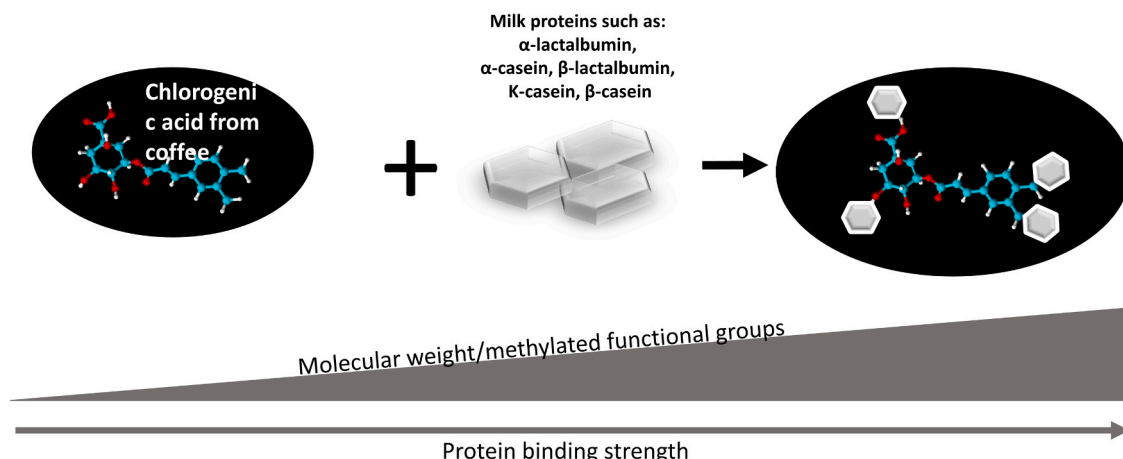 Milk proteins such as:
α-lactalbumin,
α-casein, β-lactalbumin,
K-casein, β-casein
Chlorogeni
c acid from
coffee
Molecular weight/methylated functional groups
Protein binding strength